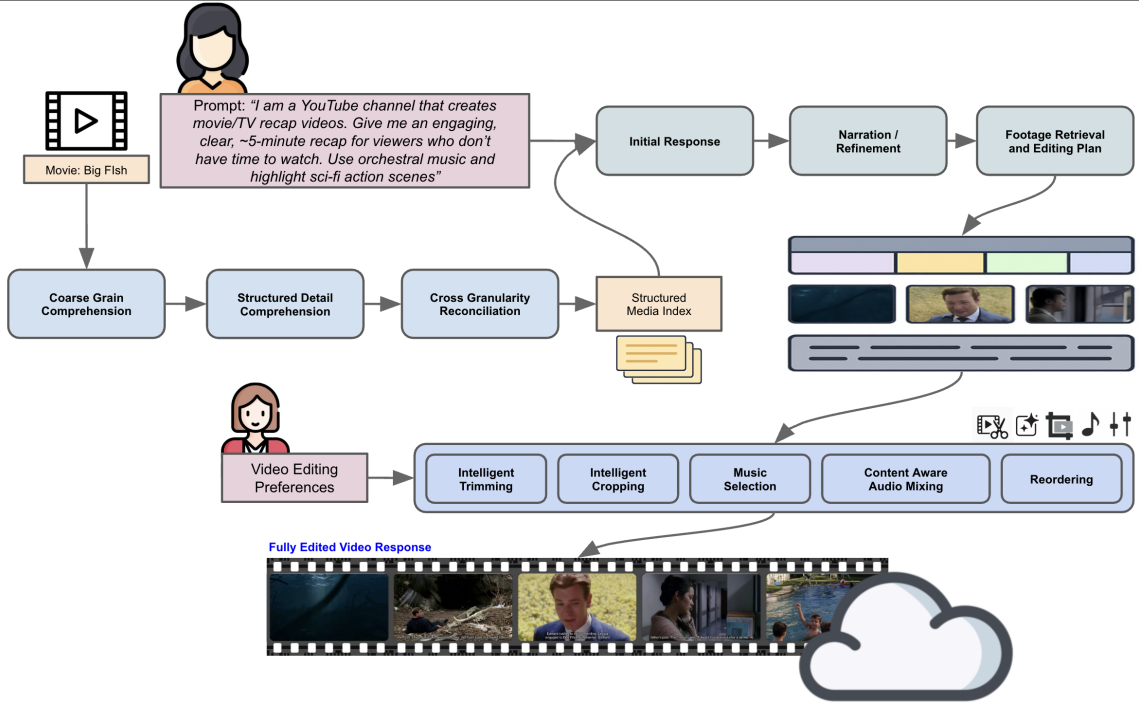 Prompt: “I am a YouTube channel that creates
movie/TV recap videos. Give me an engaging,
clear, ~5-minute recap for viewers who don’t
have time to watch. Use orchestral music and
highlight sci-fi action scenes”
Movie: Big FIsh
Initial Response
Narration /
Refinement
Footage Retrieval
and Editing Plan
Coarse Grain
Comprehension
Structured Detail
Comprehension
Cross Granularity
Reconciliation
Structured
Media Index
Video Editing
Preferences
Intelligent
Trimming
Intelligent
Cropping
Music
Selection
Content Aware
Audio Mixing
Reordering
Fully Edited Video Response